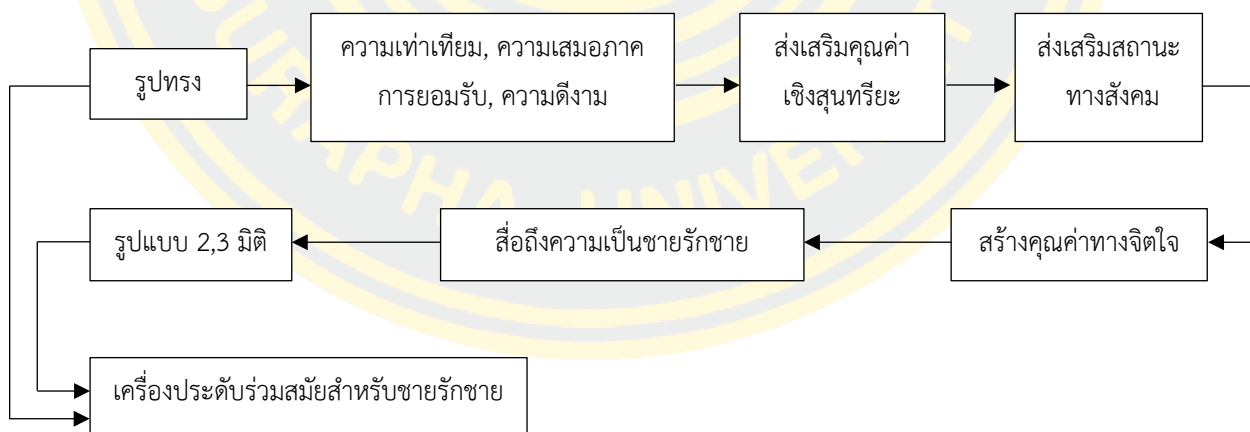 รูปทรง
ความเท่าเทียม, ความเสมอภาค
การยอมรับ, ความดีงาม
ส่งเสริมคุณค่า
เชิงสุนทรียะ
ส่งเสริมสถานะ
ทางสังคม
สร้างคุณค่าทางจิตใจ
สื่อถึงความเป็นชายรักชาย
รูปแบบ 2,3 มิติ
เครื่องประดับร่วมสมัยสำหรับชายรักชาย
URAPHA UNIVE